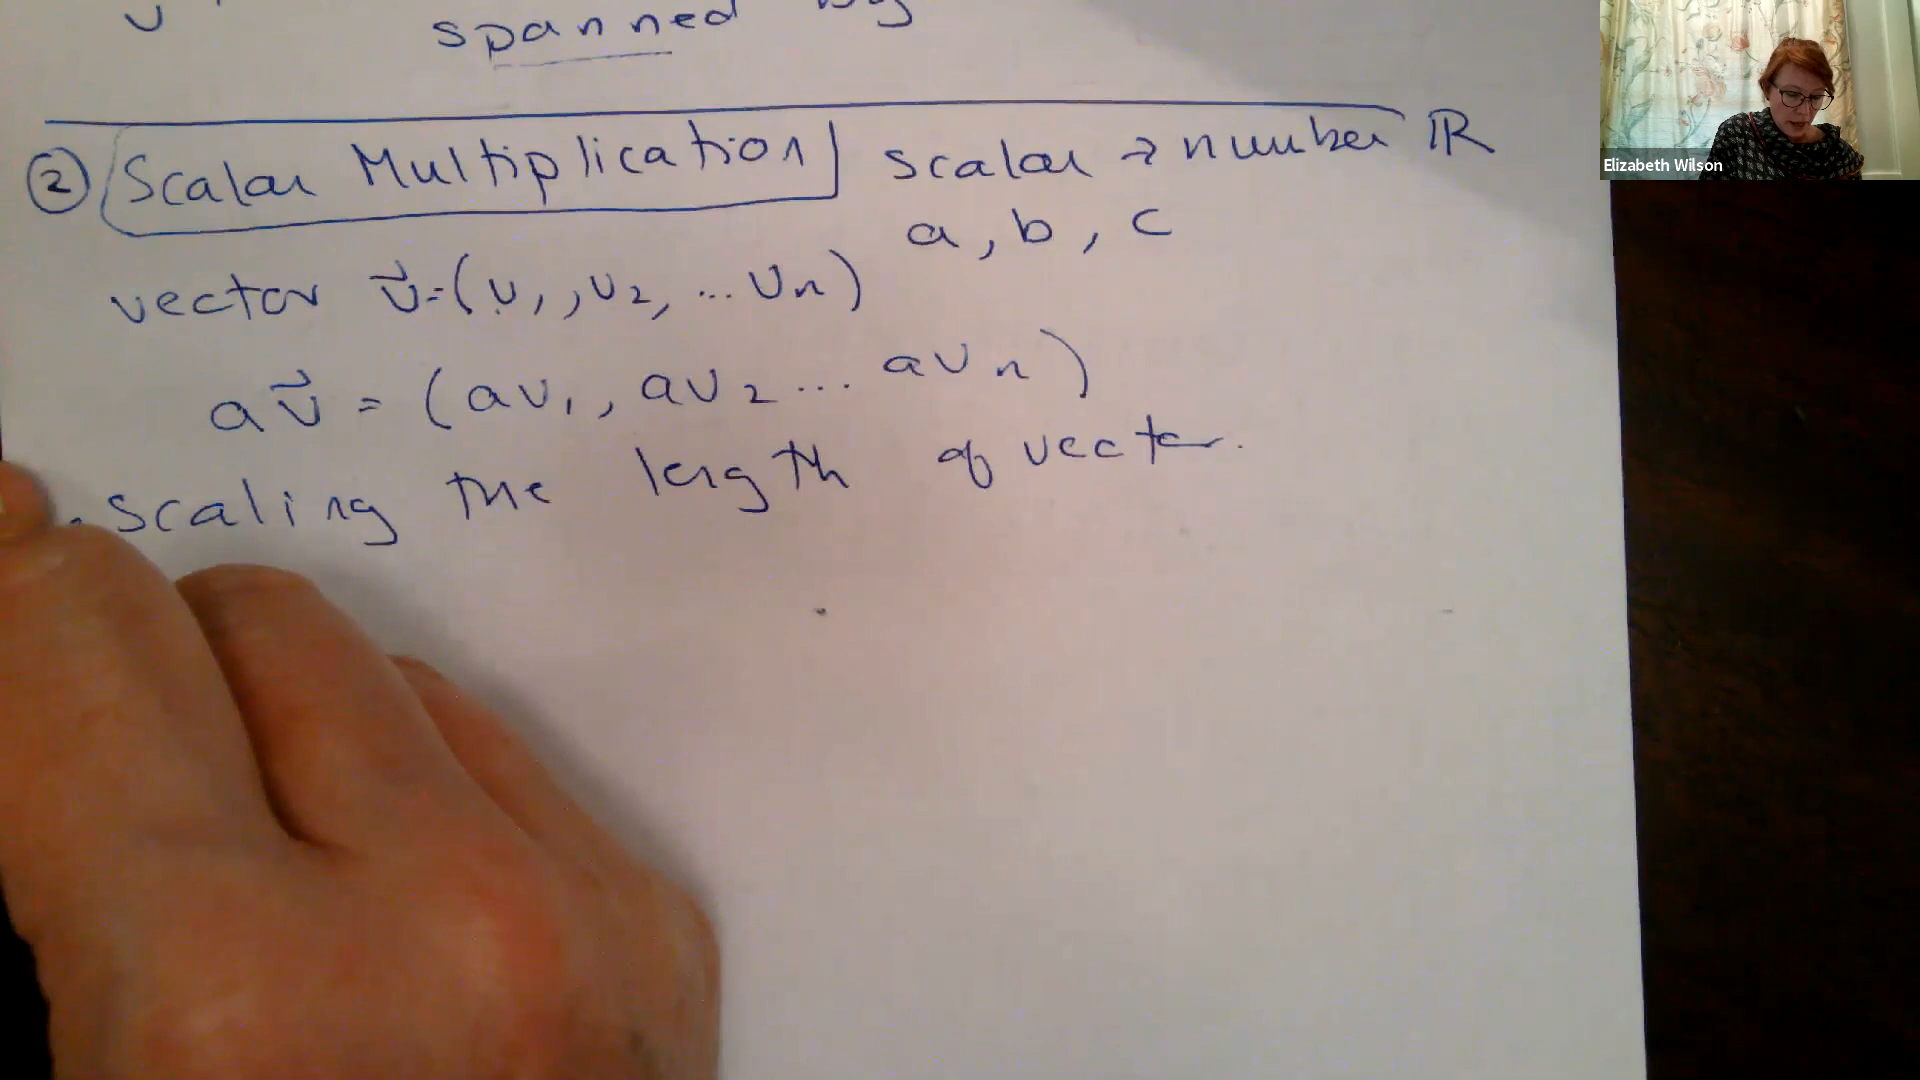 spanned by
② Scalar Multiplication scalar → number ℝ
a, b, c
vector v⃗=(v₁,,v₂, ...vₙ)
av⃗ = (av₁, av₂ ... avₙ)
. scaling the length of vector.
Elizabeth Wilson